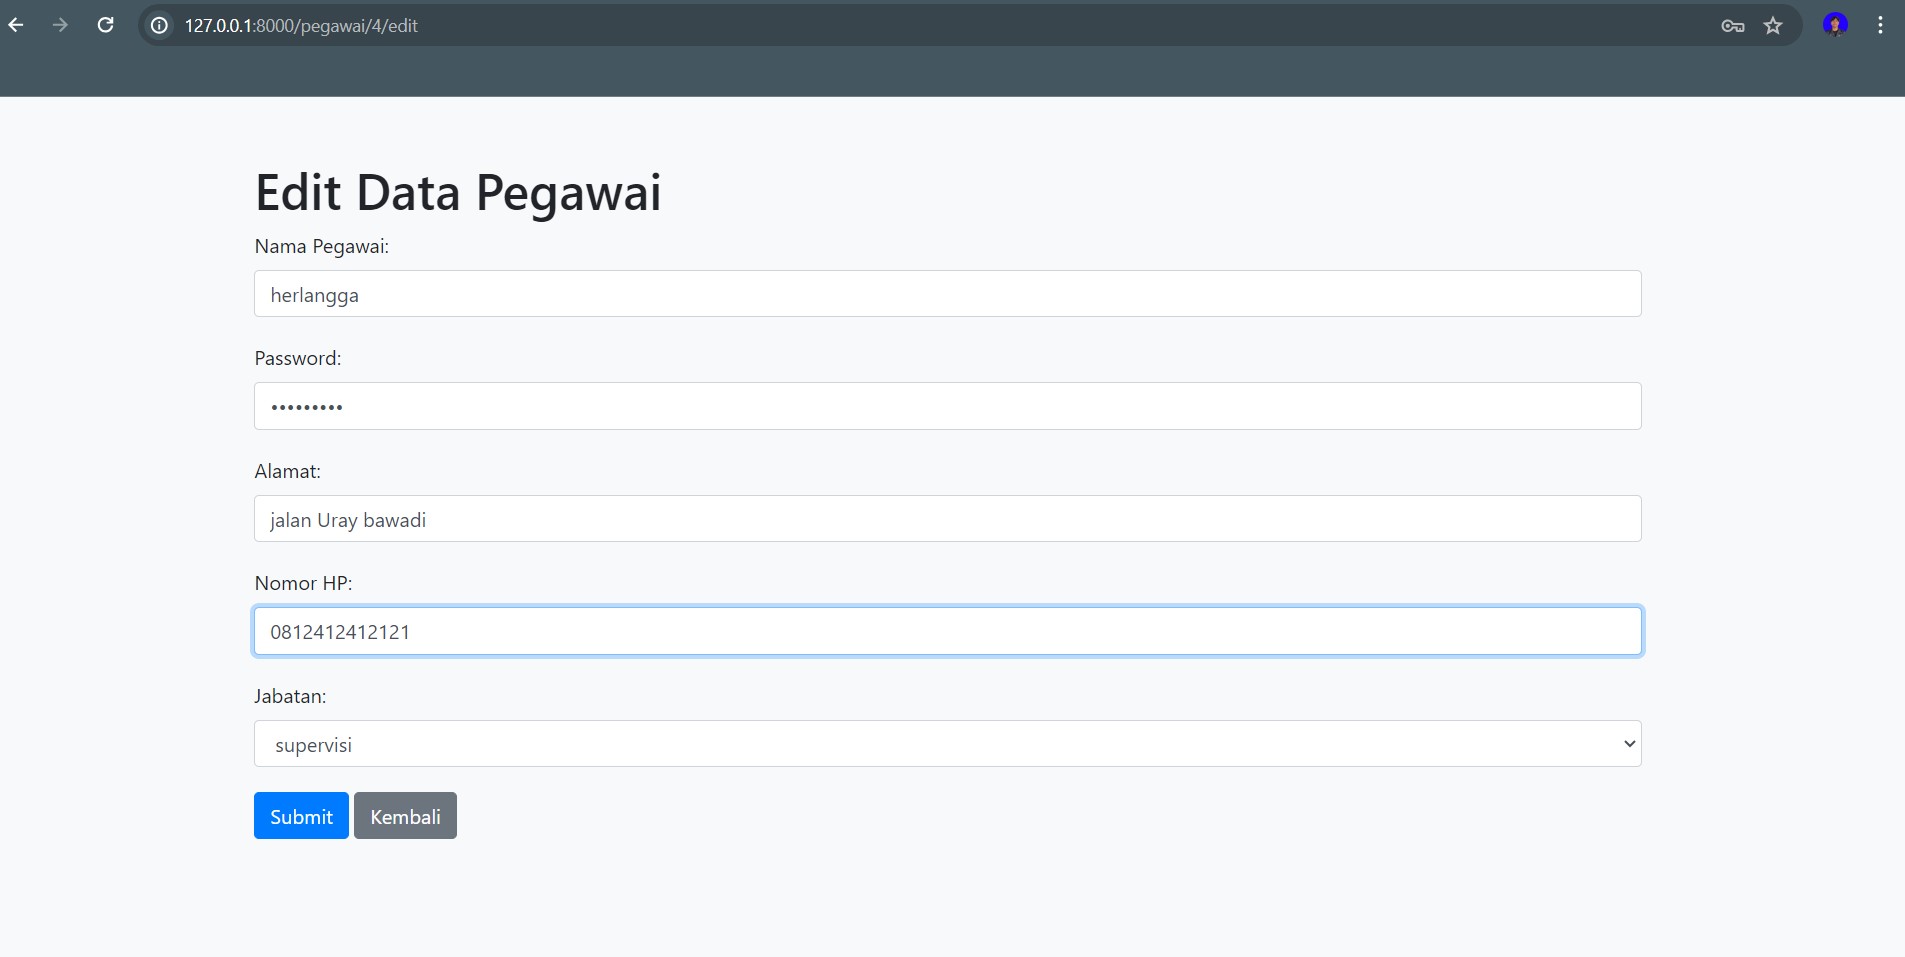 127.0.0.1:8000/pegawai/4/edit
Edit Data Pegawai
Nama Pegawai:
herlangga
Password:
•••••••••
Alamat:
jalan Uray bawadi
Nomor HP:
0812412412121
Jabatan:
supervisi
Submit Kembali